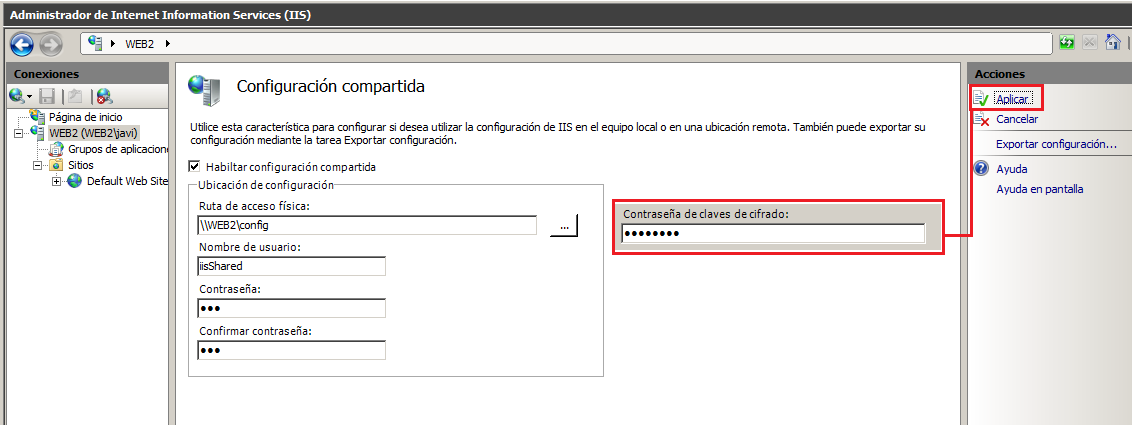 Administrador de Internet Information Services (IIS)
WEB2
Conexiones
Página de inicio
WEB2 (WEB2\javi)
Grupos de aplicacione
Sitios
Default Web Site
Configuración compartida
Utilice esta característica para configurar si desea utilizar la configuración de IIS en el equipo local o en una ubicación remota. También puede exportar su
configuración mediante la tarea Exportar configuración.
Habilitar configuración compartida
Ubicación de configuración
Ruta de acceso física:
\\WEB2\config
...
Nombre de usuario:
iisShared
Contraseña:
●●●
Confirmar contraseña:
●●●
Contraseña de claves de cifrado:
●●●●●●●●
Acciones
Aplicar
Cancelar
Exportar configuración...
Ayuda
Ayuda en pantalla